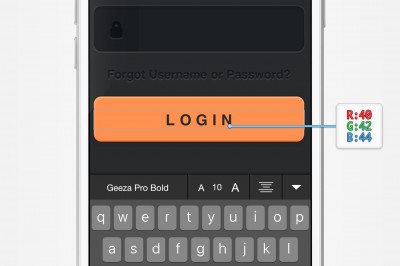 Forgot Username or Password?
LOGIN
R:40
G:42
B:44
Geeza Pro Bold
A 10 A
q w e r t y u i o p
a s d f g h j k l